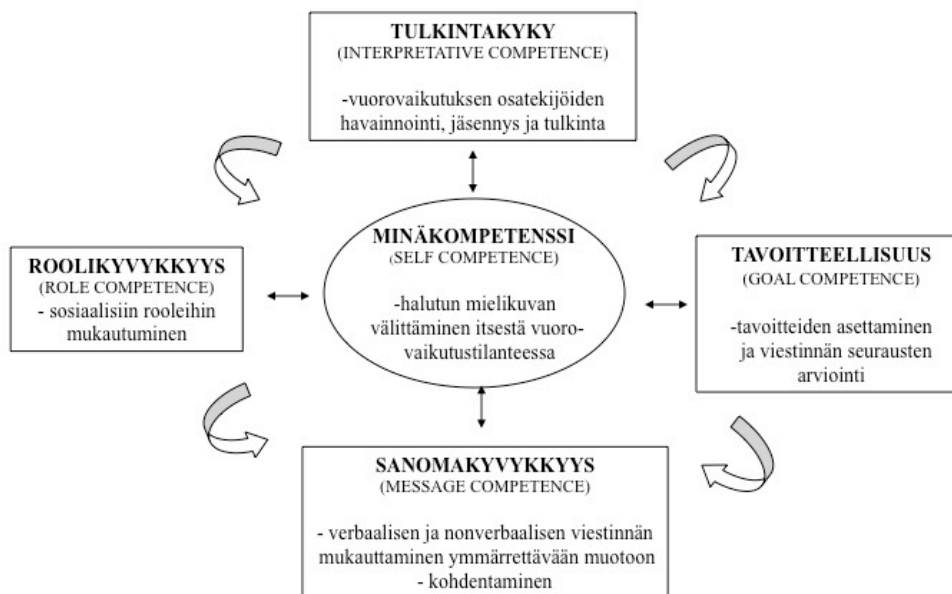 TULKINTAKYKY
(INTERPRETATIVE COMPETENCE)
-vuorovaikutuksen osatekijöiden
havainnointi, jäsennys ja tulkinta
ROOLIKYVYKKYYS
(ROLE COMPETENCE)
- sosiaalisiin rooleihin
mukautuminen
MINÄKOMPETENSSI
(SELF COMPETENCE)
-halutun mielikuvan
välittäminen itsestä vuoro-
vaikutustilanteessa
TAVOITTEELLISUUS
(GOAL COMPETENCE)
-tavoitteiden asettaminen
ja viestinnän seurausten
arviointi
SANOMAKYVYKKYYS
(MESSAGE COMPETENCE)
- verbaalisen ja nonverbaalisen viestinnän
mukauttaminen ymmärrettävään muotoon
- kohdentaminen